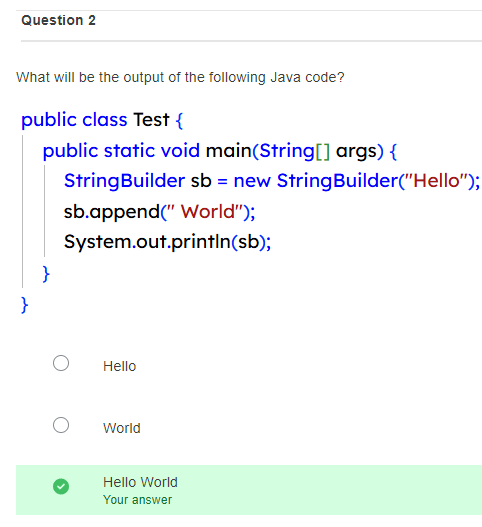 Question 2
What will be the output of the following Java code?
public class Test {
public static void main(String[] args) {
StringBuilder sb = new StringBuilder("Hello");
sb.append(" World");
System.out.println(sb);
}
}
Hello
World
Hello World
Your answer